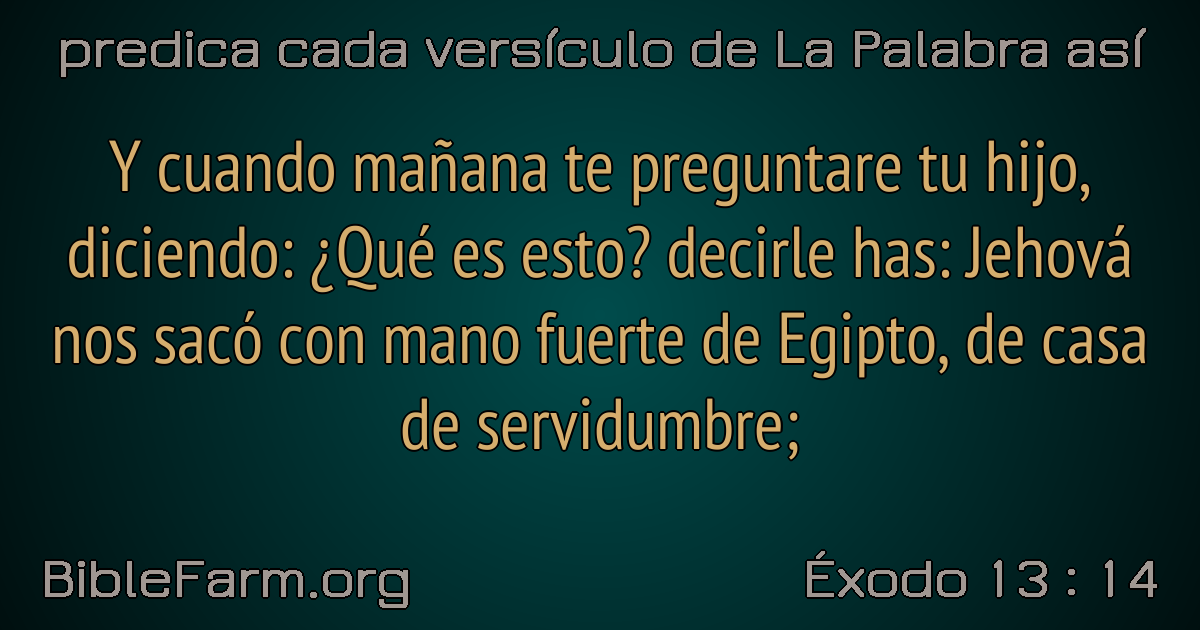 predica cada versículo de La Palabra así
Y cuando mañana te preguntare tu hijo,
diciendo: ¿Qué es esto? decirle has: Jehová
nos sacó con mano fuerte de Egipto, de casa
de servidumbre;
BibleFarm.org
Éxodo 13 : 14